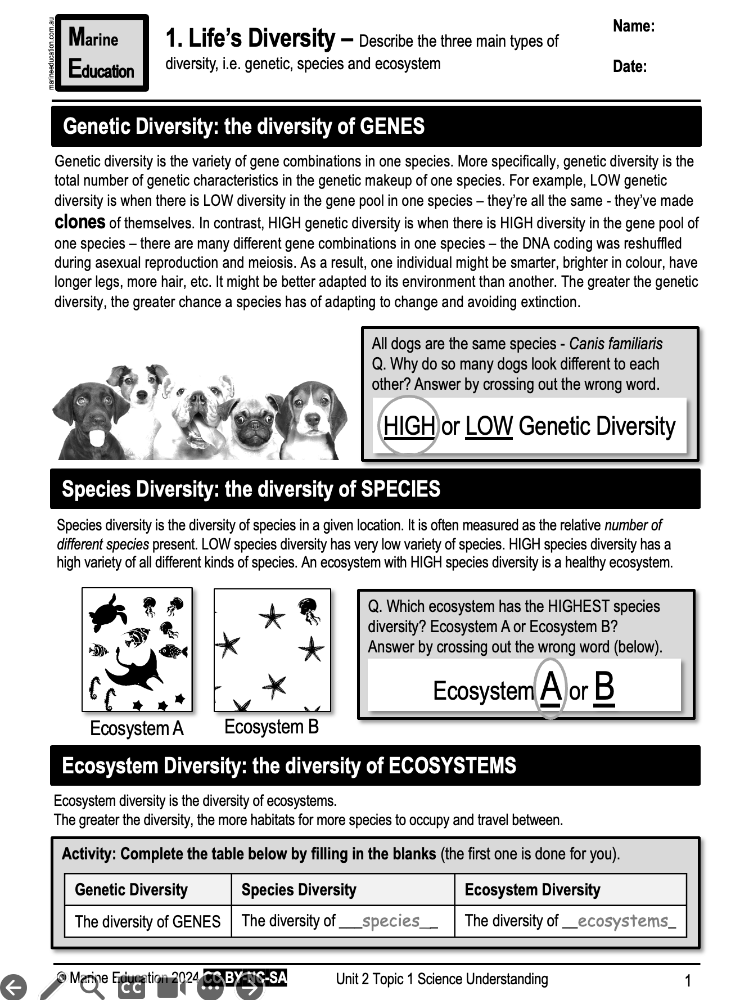 marineeducation.com.au
Marine
Education
1. Life's Diversity – Describe the three main types of
diversity, i.e. genetic, species and ecosystem
Name:
Date:
Genetic Diversity: the diversity of GENES
Genetic diversity is the variety of gene combinations in one species. More specifically, genetic diversity is the
total number of genetic characteristics in the genetic makeup of one species. For example, LOW genetic
diversity is when there is LOW diversity in the gene pool in one species – they're all the same - they've made
clones of themselves. In contrast, HIGH genetic diversity is when there is HIGH diversity in the gene pool of
one species – there are many different gene combinations in one species – the DNA coding was reshuffled
during asexual reproduction and meiosis. As a result, one individual might be smarter, brighter in colour, have
longer legs, more hair, etc. It might be better adapted to its environment than another. The greater the genetic
diversity, the greater chance a species has of adapting to change and avoiding extinction.
All dogs are the same species - Canis familiaris
Q. Why do so many dogs look different to each
other? Answer by crossing out the wrong word.
HIGH or LOW Genetic Diversity
Species Diversity: the diversity of SPECIES
Species diversity is the diversity of species in a given location. It is often measured as the relative number of
different species present. LOW species diversity has very low variety of species. HIGH species diversity has a
high variety of all different kinds of species. An ecosystem with HIGH species diversity is a healthy ecosystem.
Ecosystem A
Ecosystem B
Q. Which ecosystem has the HIGHEST species
diversity? Ecosystem A or Ecosystem B?
Answer by crossing out the wrong word (below).
Ecosystem A or B
Ecosystem Diversity: the diversity of ECOSYSTEMS
Ecosystem diversity is the diversity of ecosystems.
The greater the diversity, the more habitats for more species to occupy and travel between.
Activity: Complete the table below by filling in the blanks (the first one is done for you).
Genetic Diversity
Species Diversity
Ecosystem Diversity
The diversity of GENES
The diversity of ___species__
The diversity of __ecosystems_
© Marine Education 2024 CC BY-NC-SA
CC
Unit 2 Topic 1 Science Understanding
1